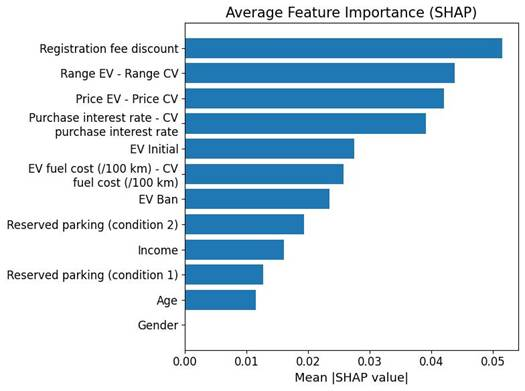 Average Feature Importance (SHAP)
Registration fee discount
Range EV - Range CV
Price EV - Price CV
Purchase interest rate - CV
purchase interest rate
EV Initial
EV fuel cost (/100 km) - CV
fuel cost (/100 km)
EV Ban
Reserved parking (condition 2)
Income
Reserved parking (condition 1)
Age
Gender
0.00 0.01 0.02 0.03 0.04 0.05
Mean |SHAP value|